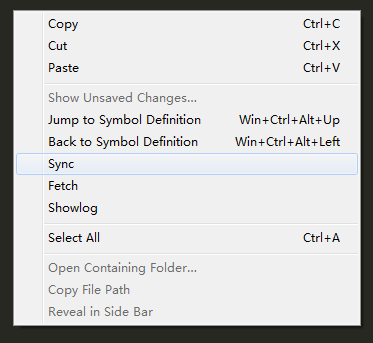 Copy Ctrl+C
Cut Ctrl+X
Paste Ctrl+V
Show Unsaved Changes...
Jump to Symbol Definition Win+Ctrl+Alt+Up
Back to Symbol Definition Win+Ctrl+Alt+Left
Sync
Fetch
Showlog
Select All Ctrl+A
Open Containing Folder...
Copy File Path
Reveal in Side Bar